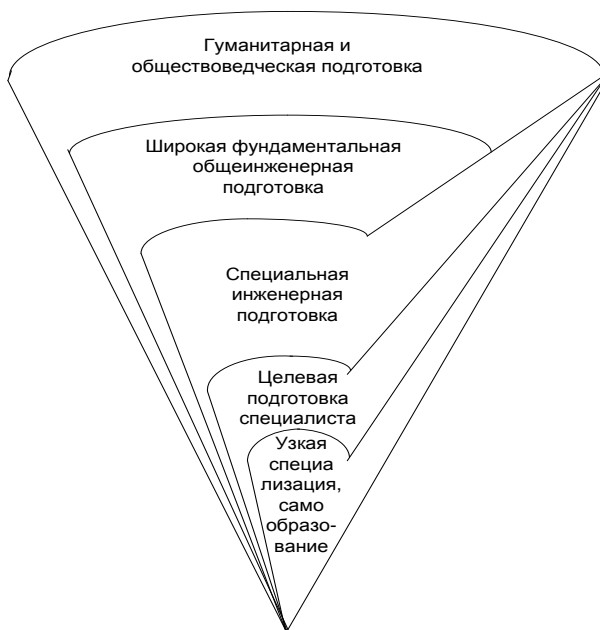 Гуманитарная и
обществоведческая подготовка
Широкая фундаментальная
общеинженерная
подготовка
Специальная
инженерная
подготовка
Целевая
подготовка
специалиста
Узкая
специа
лизация,
само
образо-
вание